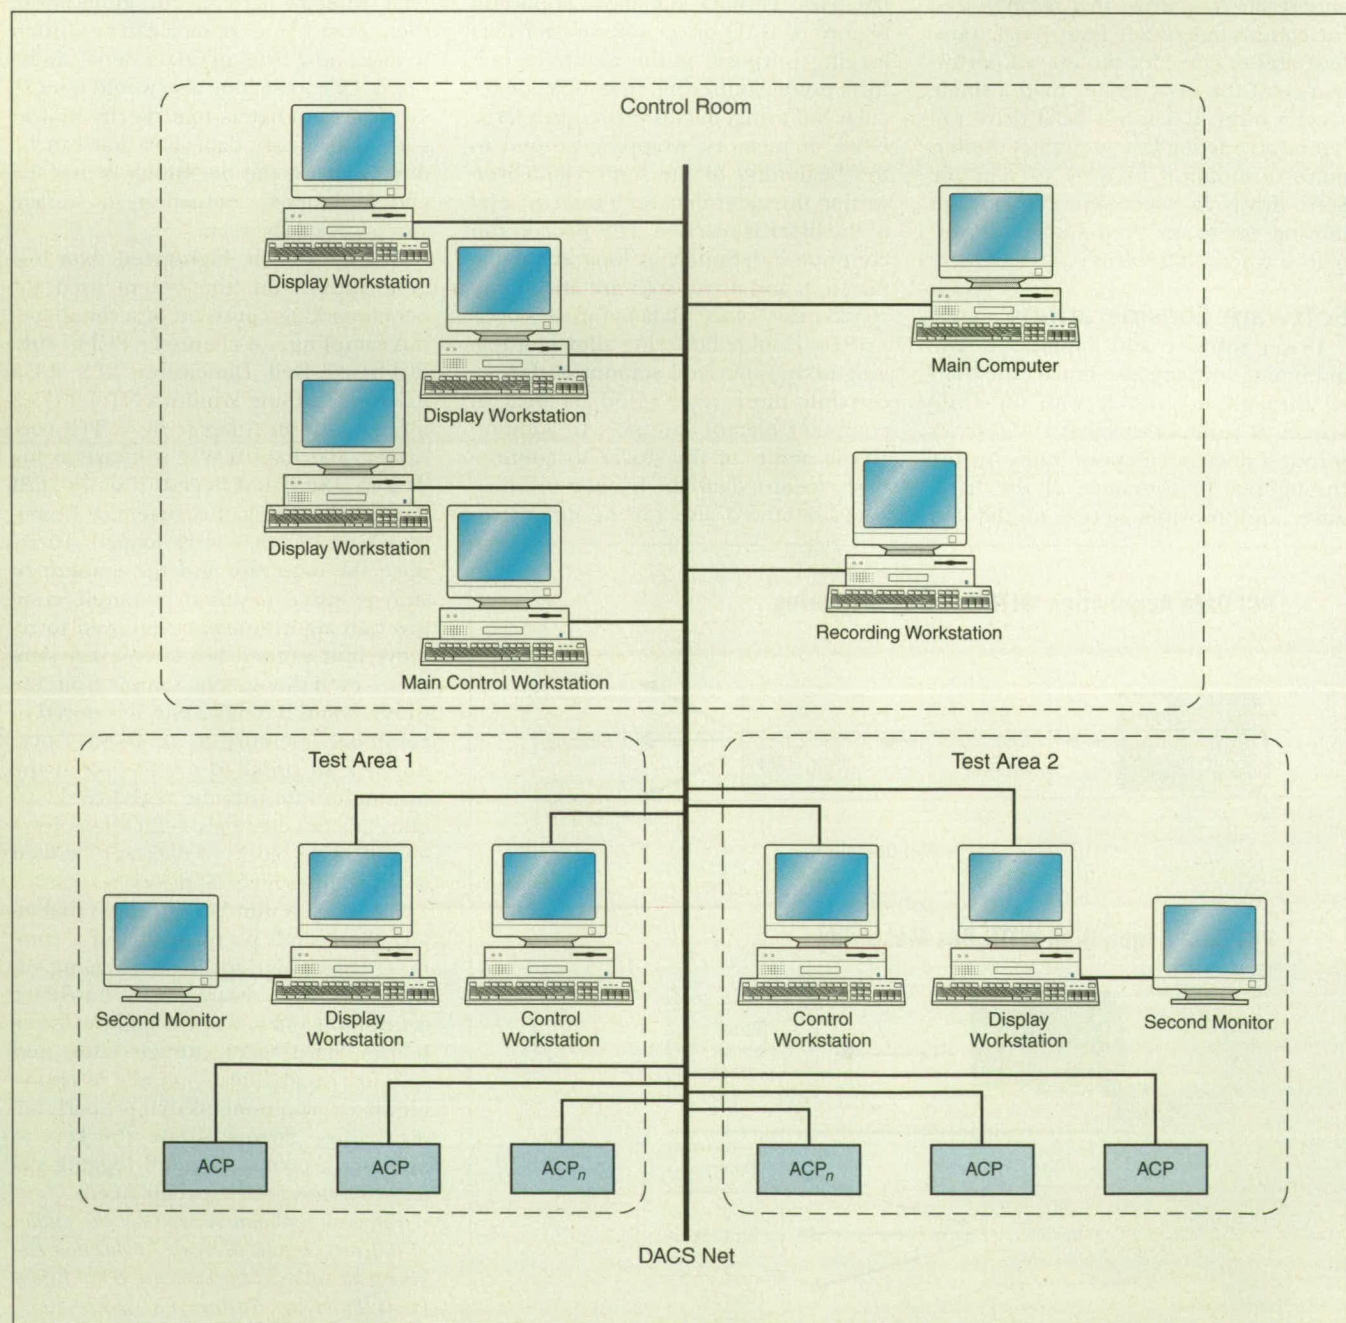 Control Room
Display Workstation
Main Computer
Display Workstation
Display Workstation
Recording Workstation
Main Control Workstation
Test Area 1
Test Area 2
Second Monitor
Display
Workstation
Control
Workstation
Control
Workstation
Display
Workstation
Second Monitor
ACP
ACP
ACPn
ACPn
ACP
ACP
DACS Net